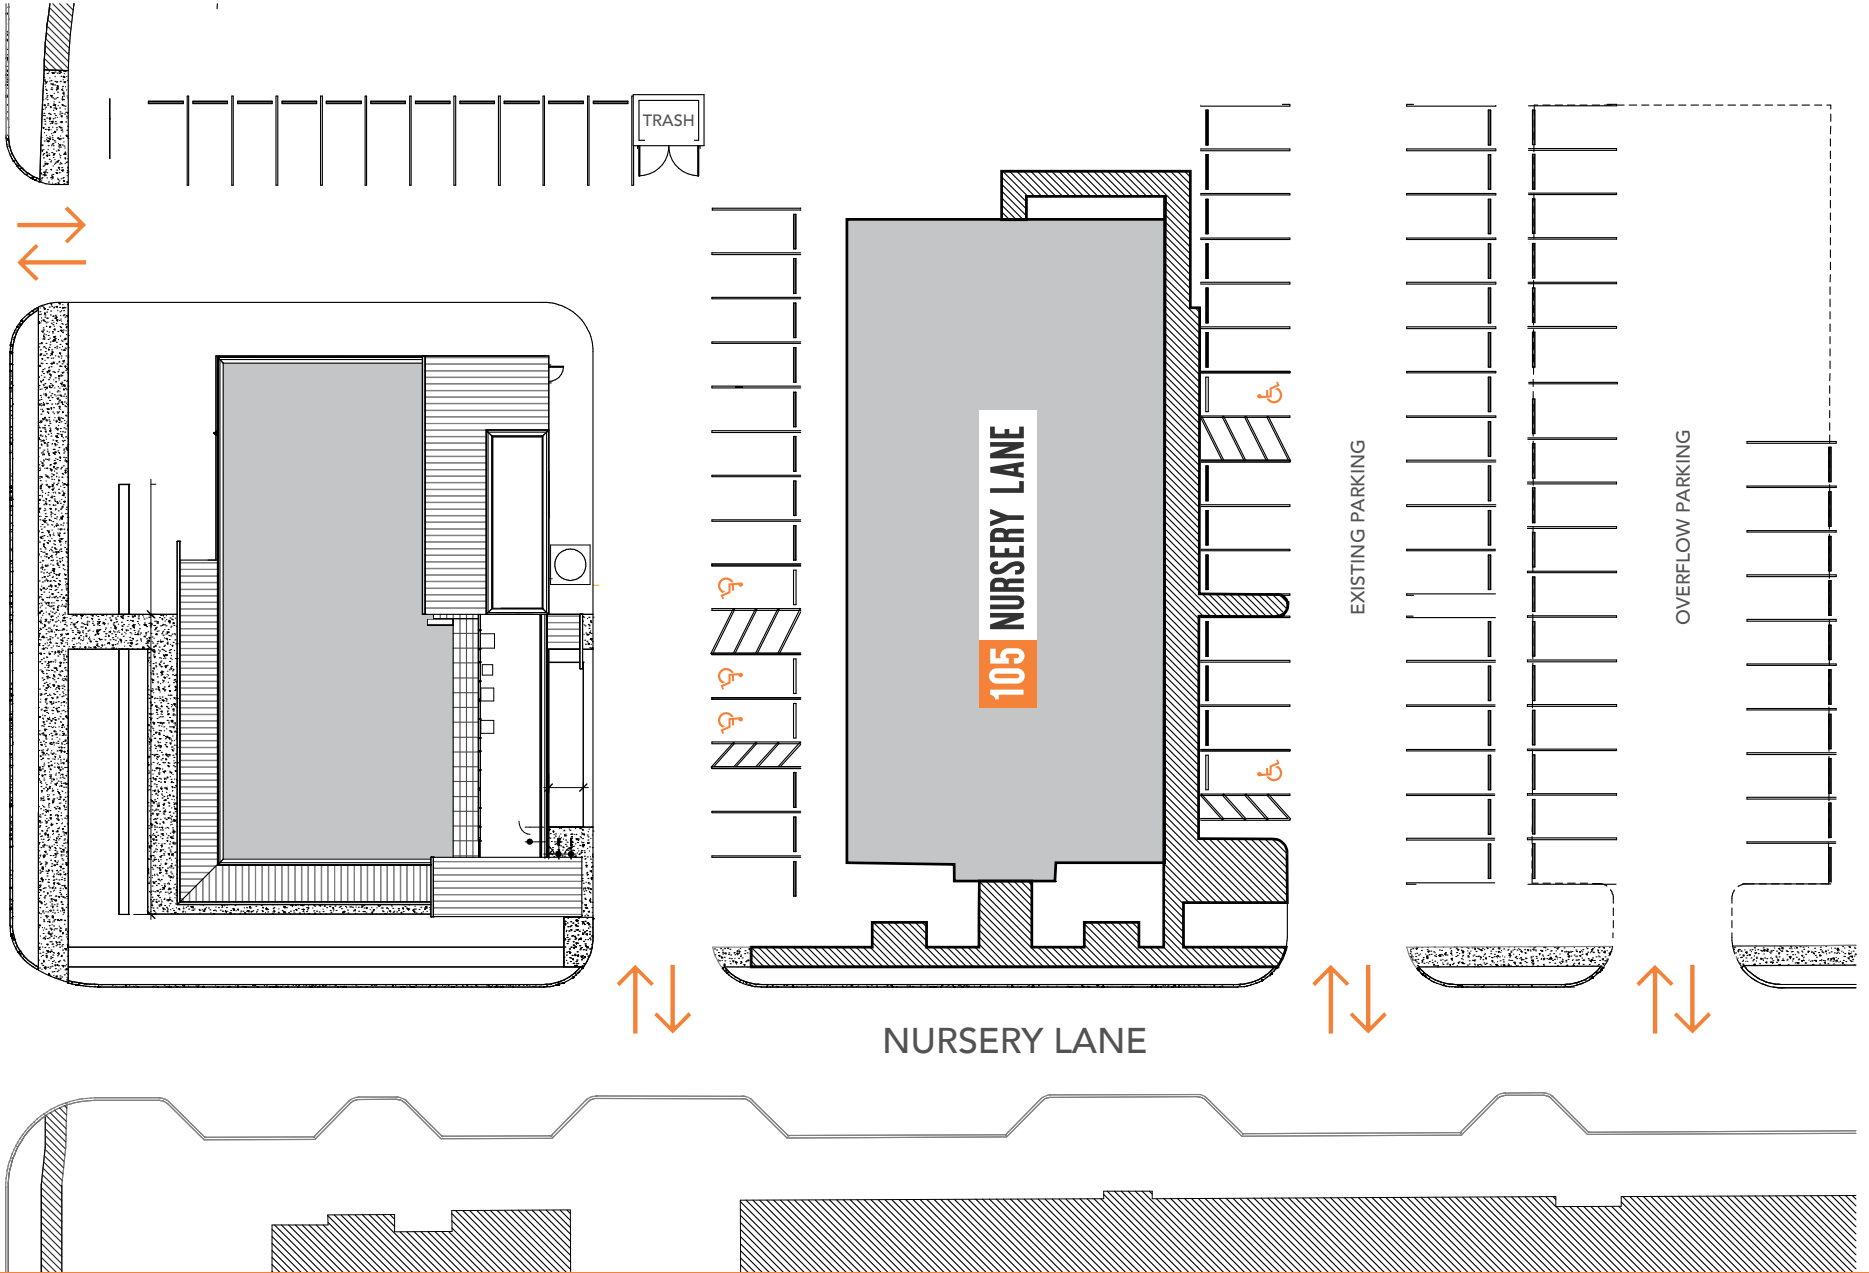 TRASH
105 NURSERY LANE
EXISTING PARKING
OVERFLOW PARKING
NURSERY LANE